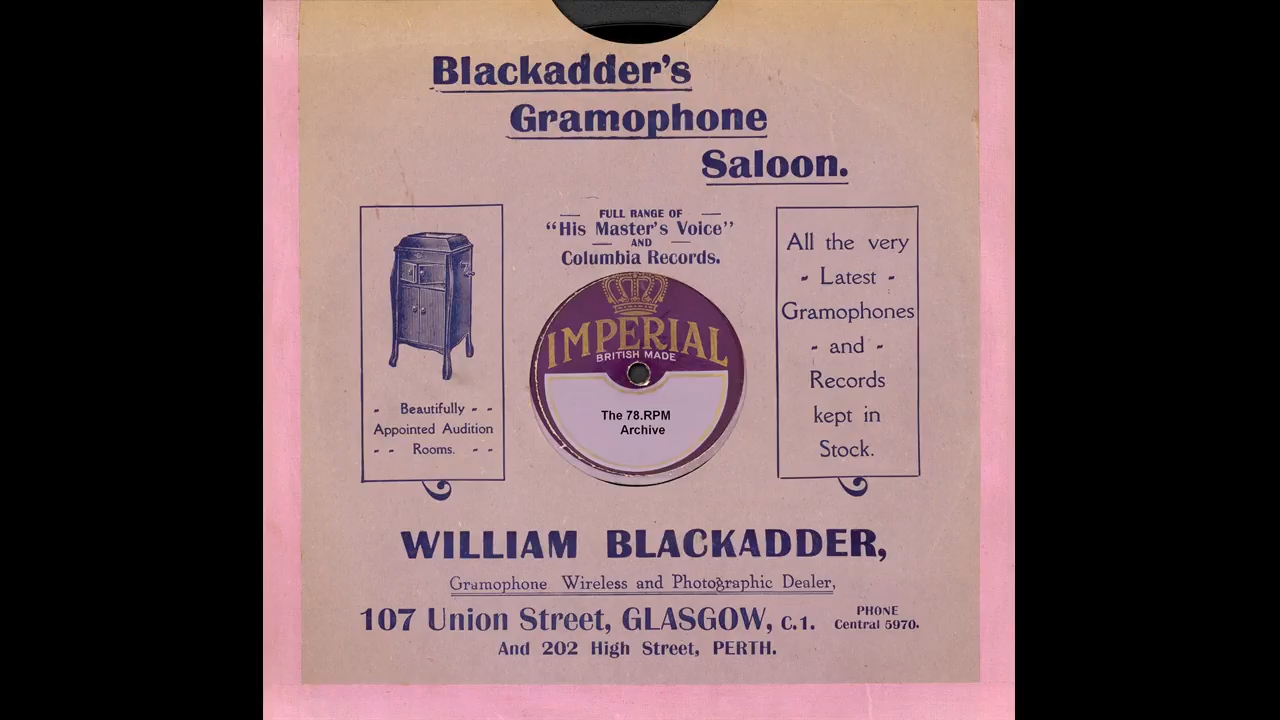 Blackadder's
Gramophone
Saloon.
FULL RANGE OF
"His Master's Voice"
AND
Columbia Records.
- Beautifully - -
Appointed Audition
- - Rooms. - -
IMPERIAL
BRITISH MADE
The 78.RPM
Archive
All the very
- Latest -
Gramophones
- and -
Records
kept in
Stock.
WILLIAM BLACKADDER,
Gramophone Wireless and Photographic Dealer,
107 Union Street, GLASGOW, C.1.
PHONE
Central 5970.
And 202 High Street, PERTH.